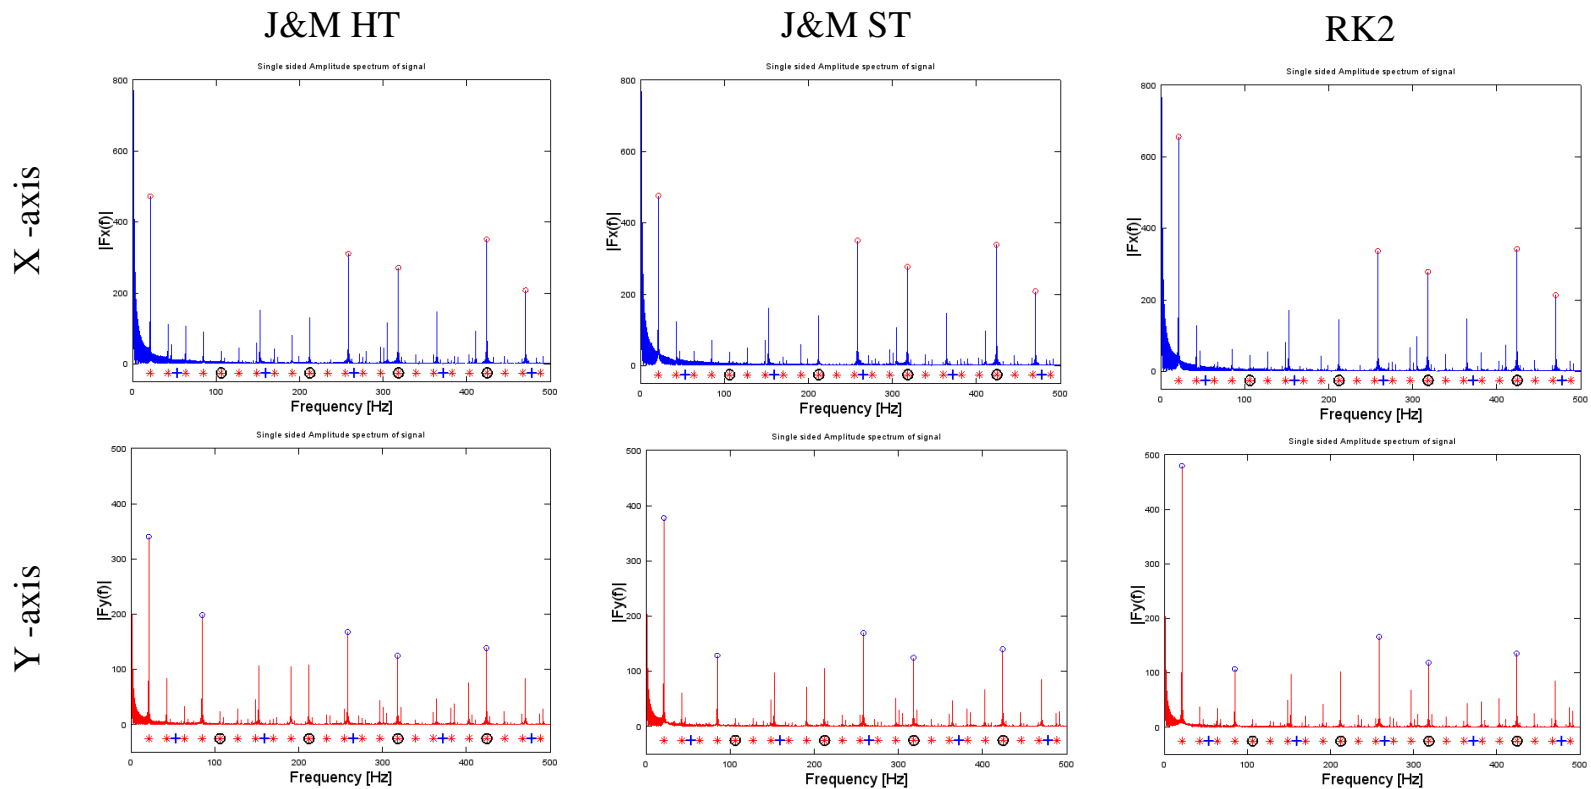 J&M HT
J&M ST
RK2
X -axis
Single sided Amplitude spectrum of signal
800
600
400
200
0
|Fx(f)|
0 100 200 300 400 500
Frequency [Hz]
Single sided Amplitude spectrum of signal
800
600
400
200
0
|Fx(f)|
0 100 200 300 400 500
Frequency [Hz]
Single sided Amplitude spectrum of signal
800
600
400
200
0
|Fx(f)|
0 100 200 300 400 500
Frequency [Hz]
Y -axis
Single sided Amplitude spectrum of signal
500
400
300
200
100
0
|Fy(f)|
0 100 200 300 400 500
Frequency [Hz]
Single sided Amplitude spectrum of signal
500
400
300
200
100
0
|Fy(f)|
0 100 200 300 400 500
Frequency [Hz]
Single sided Amplitude spectrum of signal
500
400
300
200
100
0
|Fy(f)|
0 100 200 300 400 500
Frequency [Hz]